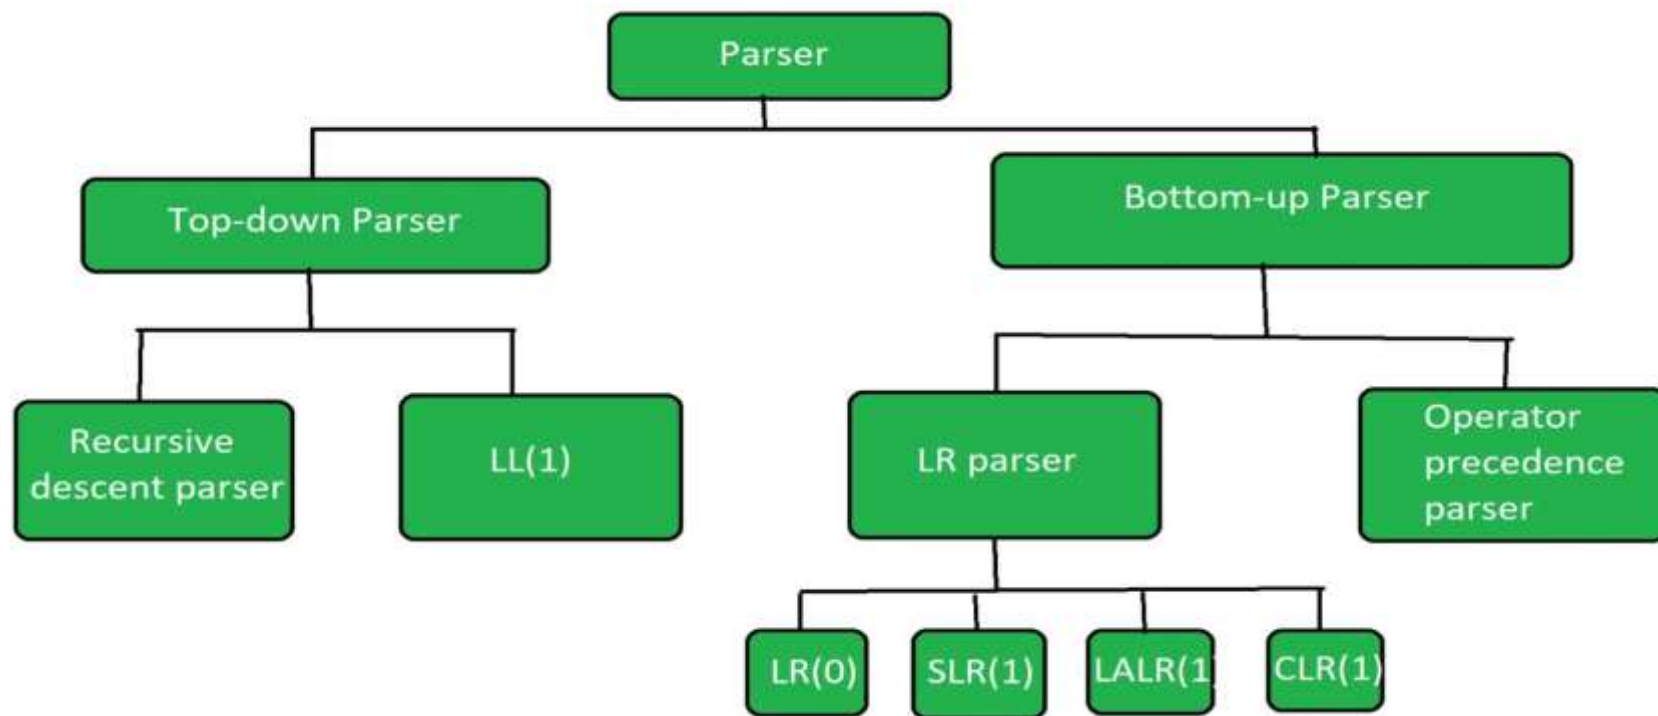 Parser
Top-down Parser
Bottom-up Parser
Recursive
descent parser
LL(1)
LR parser
Operator
precedence
parser
LR(0)
SLR(1)
LALR(1)
CLR(1)